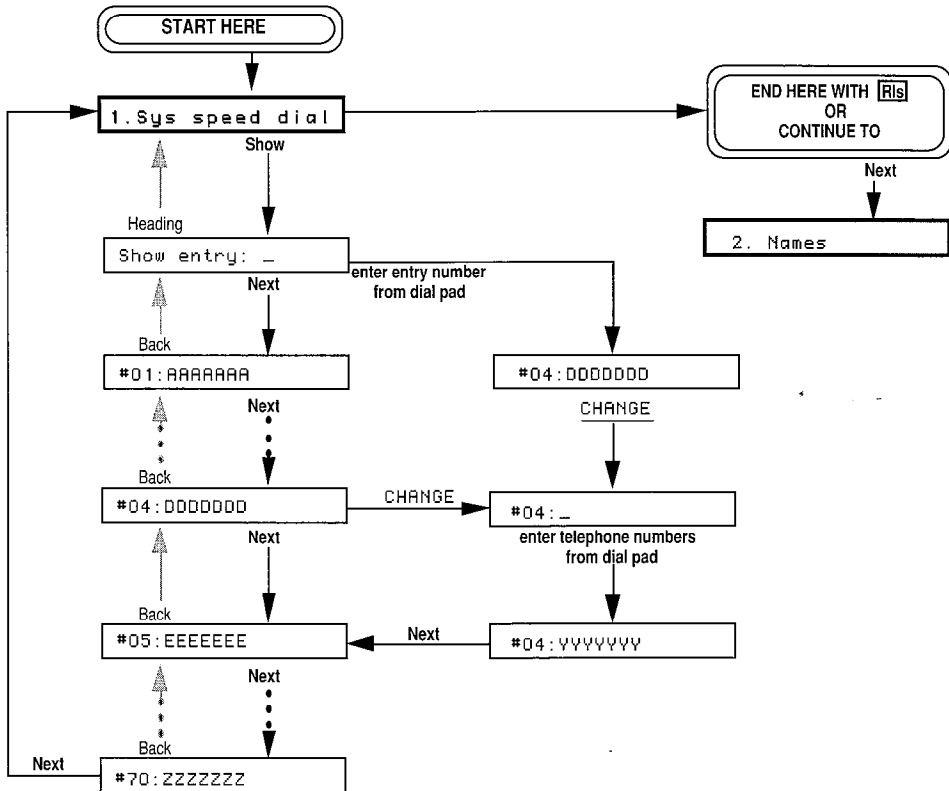 START HERE
END HERE WITH Rls
OR
CONTINUE TO
1.Sys speed dial
Show
Next
Heading
2. Names
Show entry: _
Next
enter entry number
from dial pad
Back
#01:AAAAAAA
#04:DDDDDDD
Next
CHANGE
Back
#04:DDDDDDD
CHANGE
#04:_
Next
enter telephone numbers
from dial pad
Back
#05:EEEEEEE
Next
#04:YYYYYYY
Next
Back
Next
#70:ZZZZZZZ